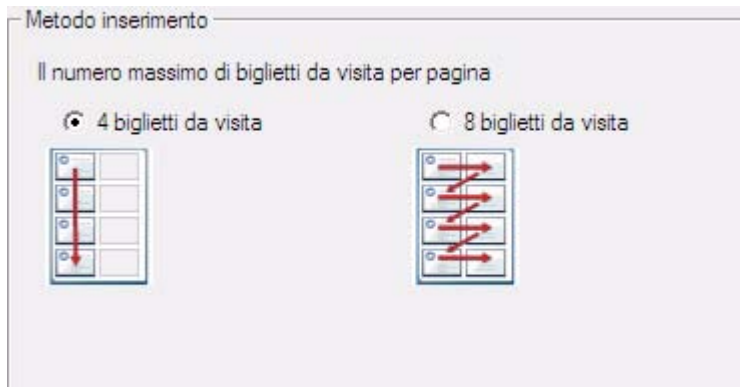 Metodo inserimento
Il numero massimo di biglietti da visita per pagina
4 biglietti da visita
8 biglietti da visita